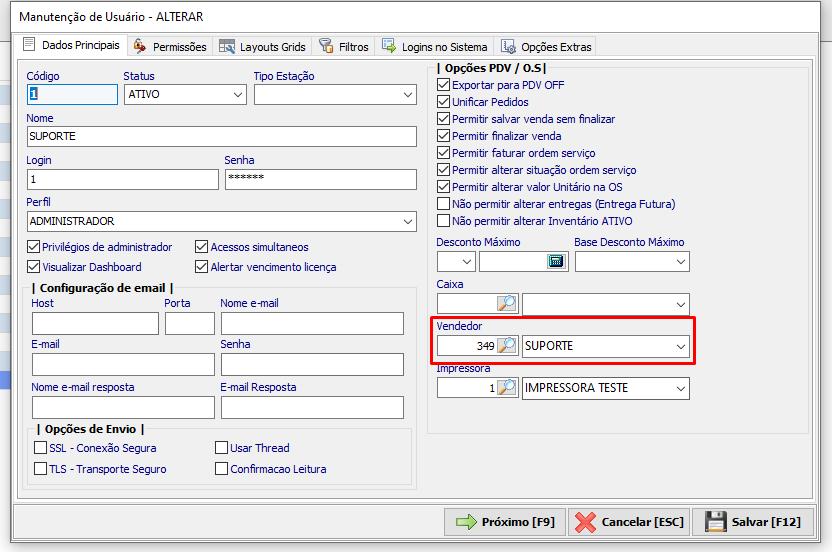 Manutenção de Usuário - ALTERAR
Dados Principais Permissões Layouts Grids Filtros Logins no Sistema Opções Extras
Código Status Tipo Estação
1 ATIVO
Nome
SUPORTE
Login Senha
1 ******
Perfil
ADMINISTRADOR
Privilégios de administrador Acessos simultaneos
Visualizar Dashboard Alertar vencimento licença
| Configuração de email |
Host Porta Nome e-mail
E-mail Senha
Nome e-mail resposta E-mail Resposta
| Opções de Envio |
SSL - Conexão Segura Usar Thread
TLS - Transporte Seguro Confirmacao Leitura
| Opções PDV / O.S|
Exportar para PDV OFF
Unificar Pedidos
Permitir salvar venda sem finalizar
Permitir finalizar venda
Permitir faturar ordem serviço
Permitir alterar situação ordem serviço
Permitir alterar valor Unitário na OS
Não permitir alterar entregas (Entrega Futura)
Não permitir alterar Inventário ATIVO
Desconto Máximo Base Desconto Máximo
Caixa
Vendedor
349 SUPORTE
Impressora
1 IMPRESSORA TESTE
Próximo [F9] Cancelar [ESC] Salvar [F12]